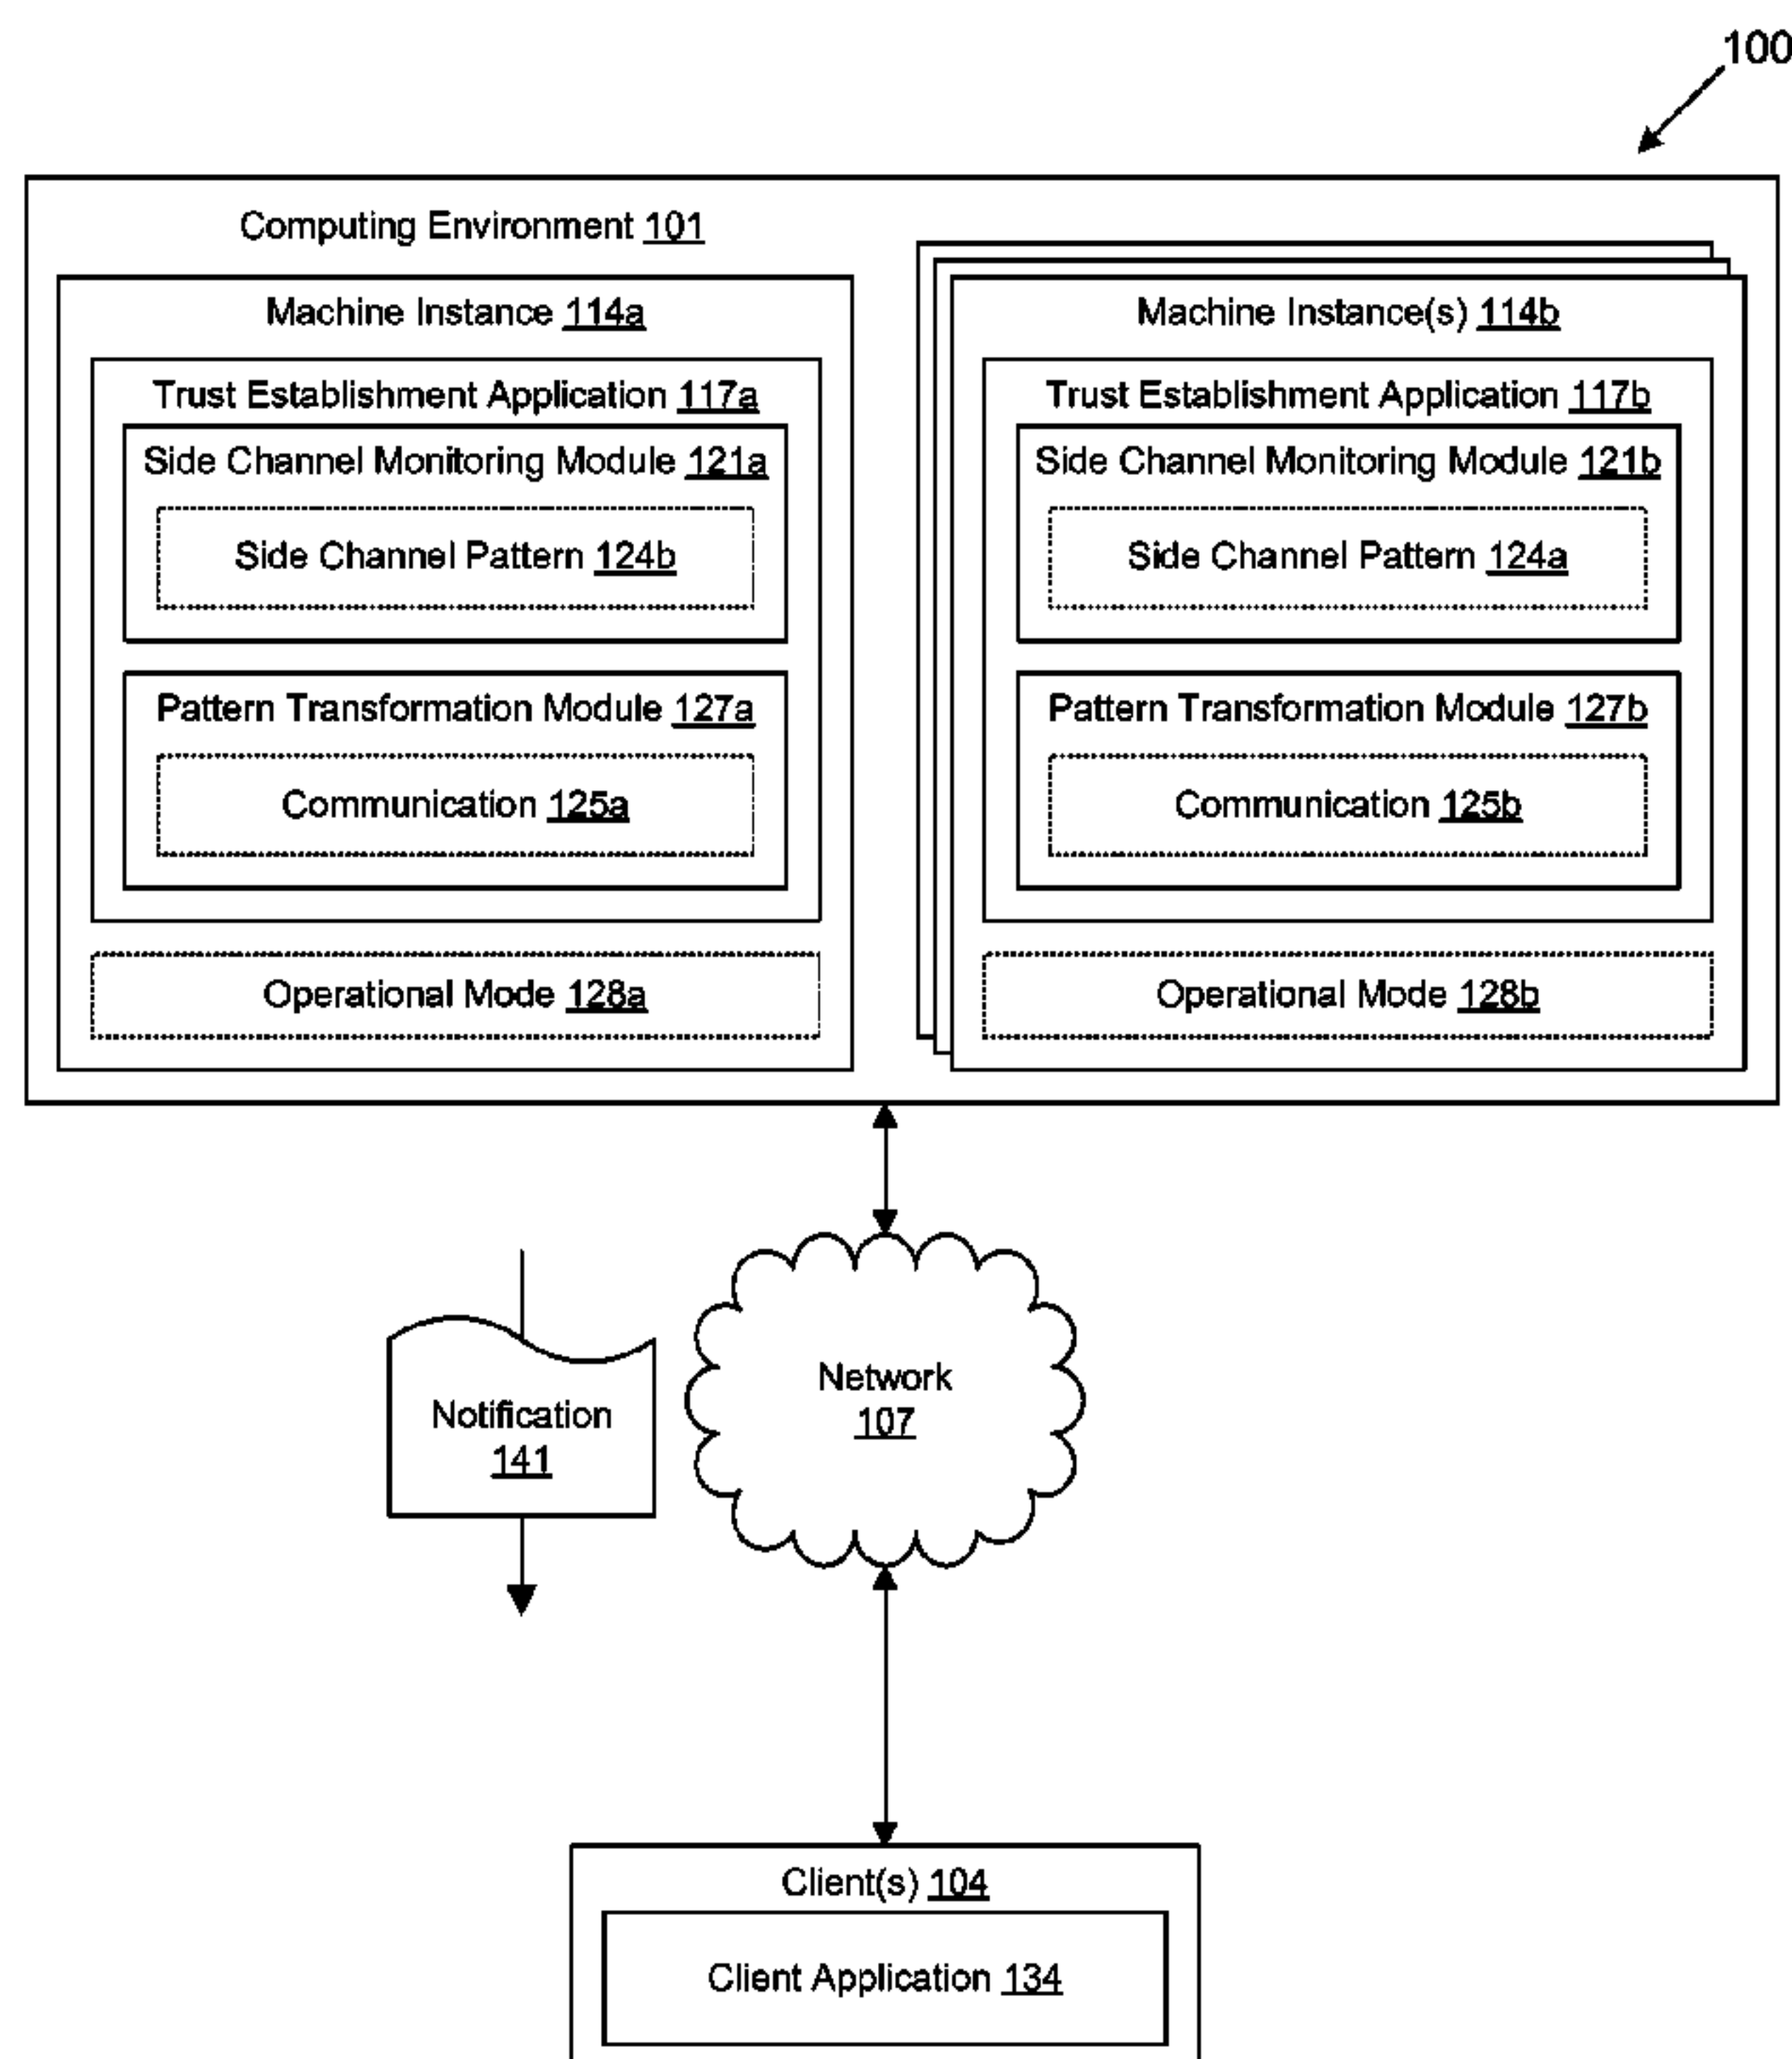 100
Computing Environment 101
Machine Instance 114a
Trust Establishment Application 117a
Side Channel Monitoring Module 121a
Side Channel Pattern 124b
Pattern Transformation Module 127a
Communication 125a
Operational Mode 128a
Machine Instance(s) 114b
Trust Establishment Application 117b
Side Channel Monitoring Module 121b
Side Channel Pattern 124a
Pattern Transformation Module 127b
Communication 125b
Operational Mode 128b
Notification
141
Network
107
Client(s) 104
Client Application 134